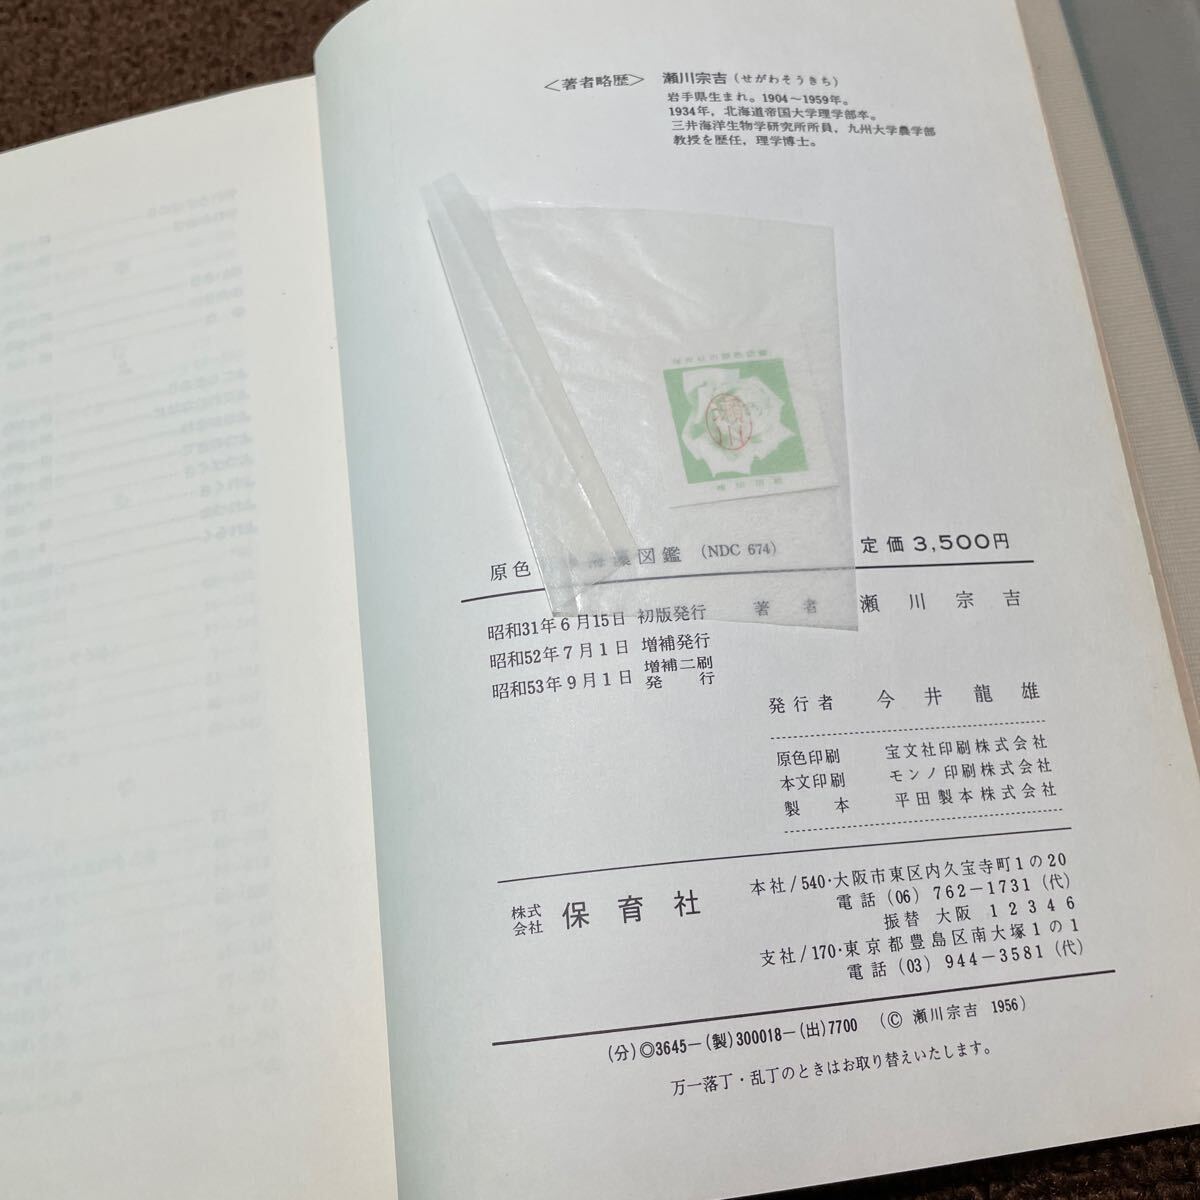 <著者略歴> 瀬川宗吉(せがわそうきち)
岩手県生まれ。1904〜1959年。
1934年,北海道帝国大学理学部卒。
三井海洋生物学研究所所員,九州大学農学部
教授を歴任,理学博士。
瀬川
原色 海藻図鑑 (NDC 674) 定価3,500円
昭和31年6月15日 初版発行
昭和52年7月1日 増補発行
昭和53年9月1日 増補二刷発行
著者 瀬川宗吉
発行者 今井龍雄
原色印刷 宝文社印刷株式会社
本文印刷 モンノ印刷株式会社
製本 平田製本株式会社
株式会社 保育社
本社/540・大阪市東区内久宝寺町1の20
電話(06) 762-1731(代)
振替 大阪 12346
支社/170・東京都豊島区南大塚1の1
電話(03) 944-3581(代)
(分)◎3645-(製)300018-(出)7700 (© 瀬川宗吉 1956)
万一落丁・乱丁のときはお取り替えいたします。